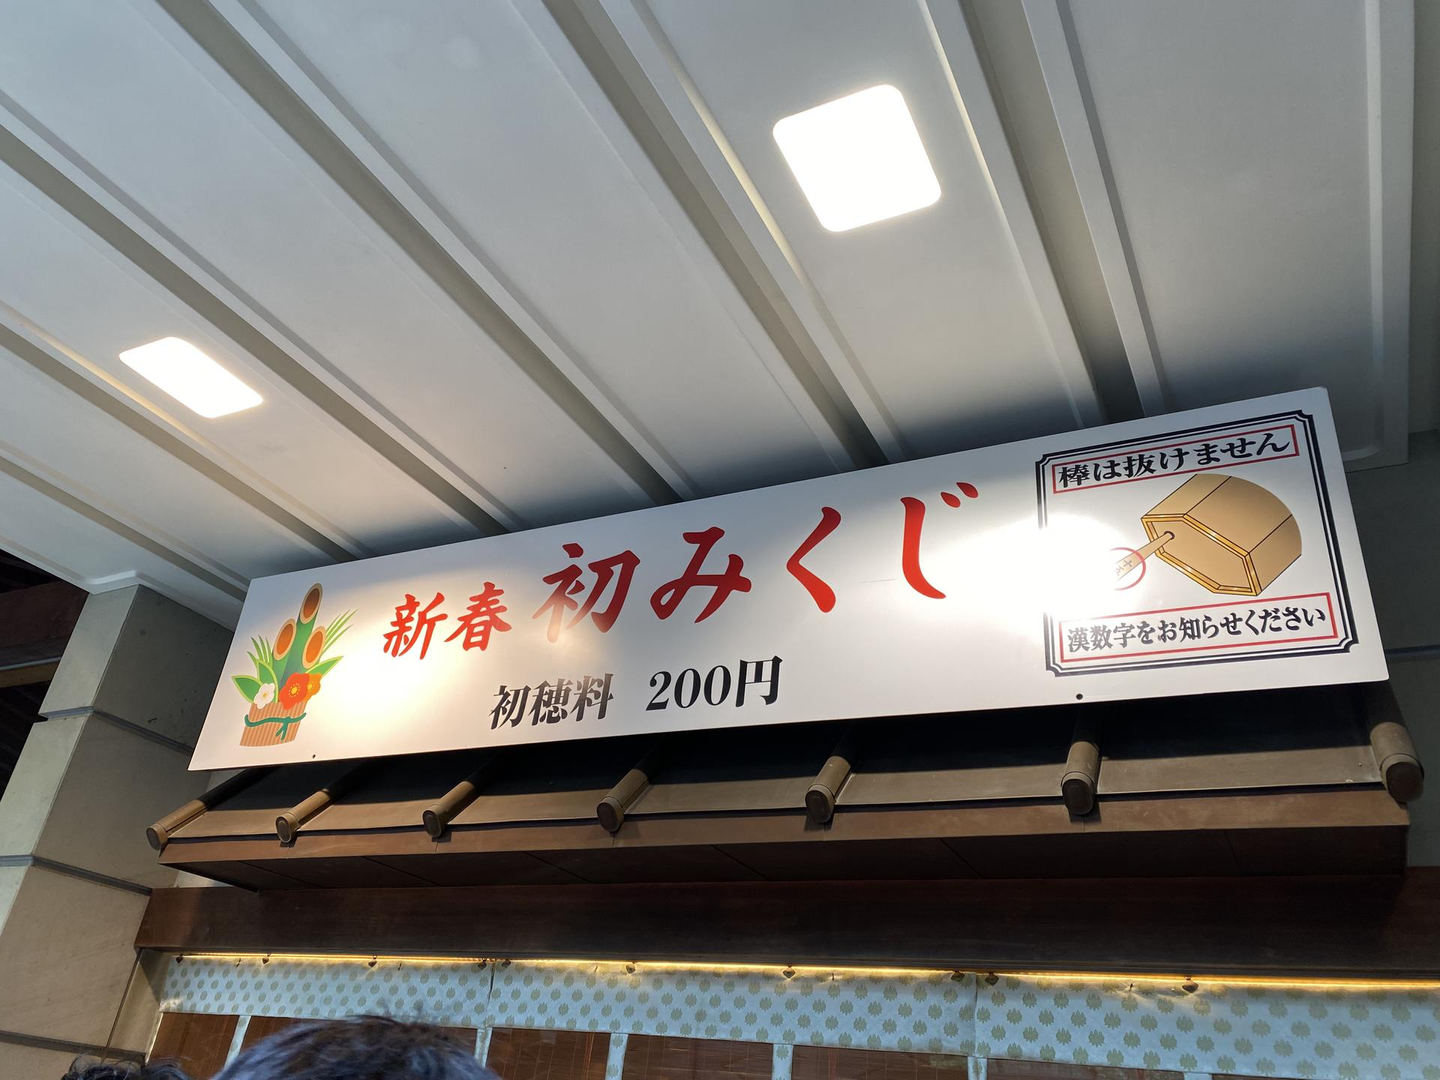 新春 初みくじ
初穂料 200円
棒は抜けません
漢数字をお知らせください